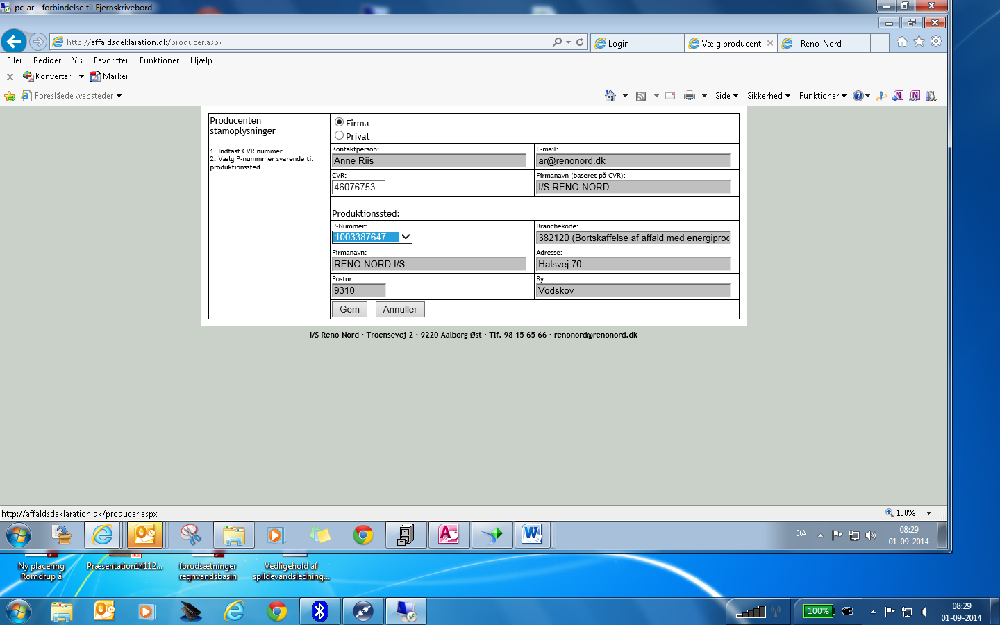 pc-ar - forbindelse til Fjernskrivebord
http://affaldsdeklaration.dk/producer.aspx
Login
Vælg producent
- Reno-Nord
Filer Rediger Vis Favoritter Funktioner Hjælp
x Konverter Marker
Foreslåede websteder
Side Sikkerhed Funktioner
Producenten
stamoplysninger
1. Indtast CVR nummer
2. Vælg P-nummmer svarende til
produktionssted
Firma
Privat
Kontaktperson:
Anne Riis
E-mail:
ar@renonord.dk
CVR:
46076753
Firmanavn (baseret på CVR):
I/S RENO-NORD
Produktionssted:
P-Nummer:
1003387647
Branchekode:
382120 (Bortskaffelse af affald med energiproc
Firmanavn:
RENO-NORD I/S
Adresse:
Halsvej 70
Postnr:
9310
By:
Vodskov
Gem Annuller
I/S Reno-Nord · Troensevej 2 · 9220 Aalborg Øst · Tlf. 98 15 65 66 · renonord@renonord.dk
http://affaldsdeklaration.dk/producer.aspx
100%
DA
08:29
01-09-2014
Ny placering
Romdrup å
Præsentation14112...
forudsætninger
regnvandsbasin
Vedligehold af
spildevandsledning...
100%
08:29
01-09-2014